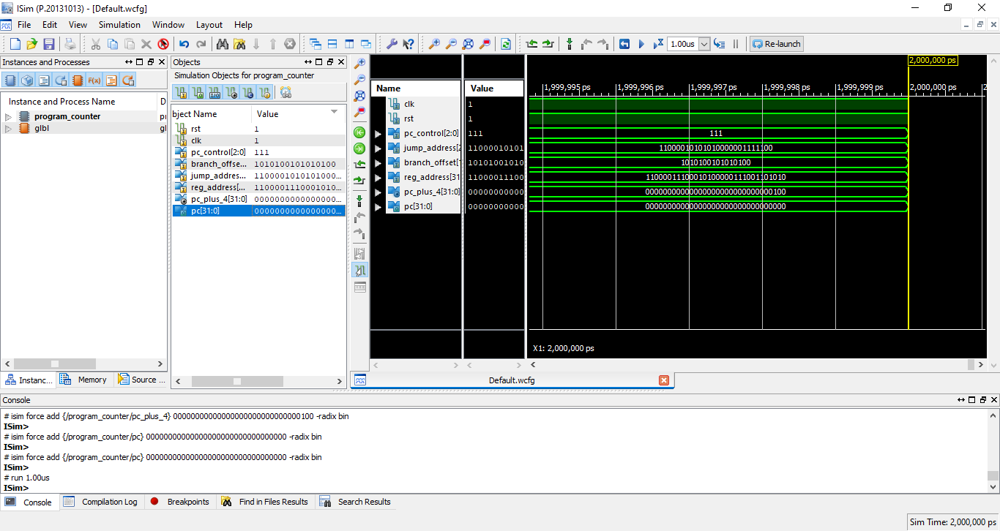 ISim (P.20131013) - [Default.wcfg]
File Edit View Simulation Window Layout Help
1.00us Re-launch
Instances and Processes
Instance and Process Name D
program_counter pr
glbl gl
Instanc... Memory Source ...
Objects
Simulation Objects for program_counter
bject Name Value
rst 1
clk 1
pc_control[2:0] 111
branch_offse... 1010100101010100
jump_addres... 110000101010100...
reg_address[... 110000111000101...
pc_plus_4[31:0] 000000000000000...
pc[31:0] 000000000000000...
Name Value
clk 1
rst 1
pc_control[2:0] 111
jump_address[2 11000010101
branch_offset[1 10101001010
reg_address[31 11000011100
pc_plus_4[31:0] 00000000000
pc[31:0] 00000000000
2,000,000 ps
1,999,995 ps 1,999,996 ps 1,999,997 ps 1,999,998 ps 1,999,999 ps 2,000,000 ps 2
111
11000010101010000001111100
1010100101010100
11000011100010100000111001101010
00000000000000000000000000000100
00000000000000000000000000000000
X1: 2,000,000 ps
Default.wcfg
Console
# isim force add {/program_counter/pc_plus_4} 00000000000000000000000000000100 -radix bin
ISim>
# isim force add {/program_counter/pc} 00000000000000000000000000000000 -radix bin
ISim>
# isim force add {/program_counter/pc} 00000000000000000000000000000000 -radix bin
ISim>
# run 1.00us
ISim>
Console Compilation Log Breakpoints Find in Files Results Search Results
Sim Time: 2,000,000 ps